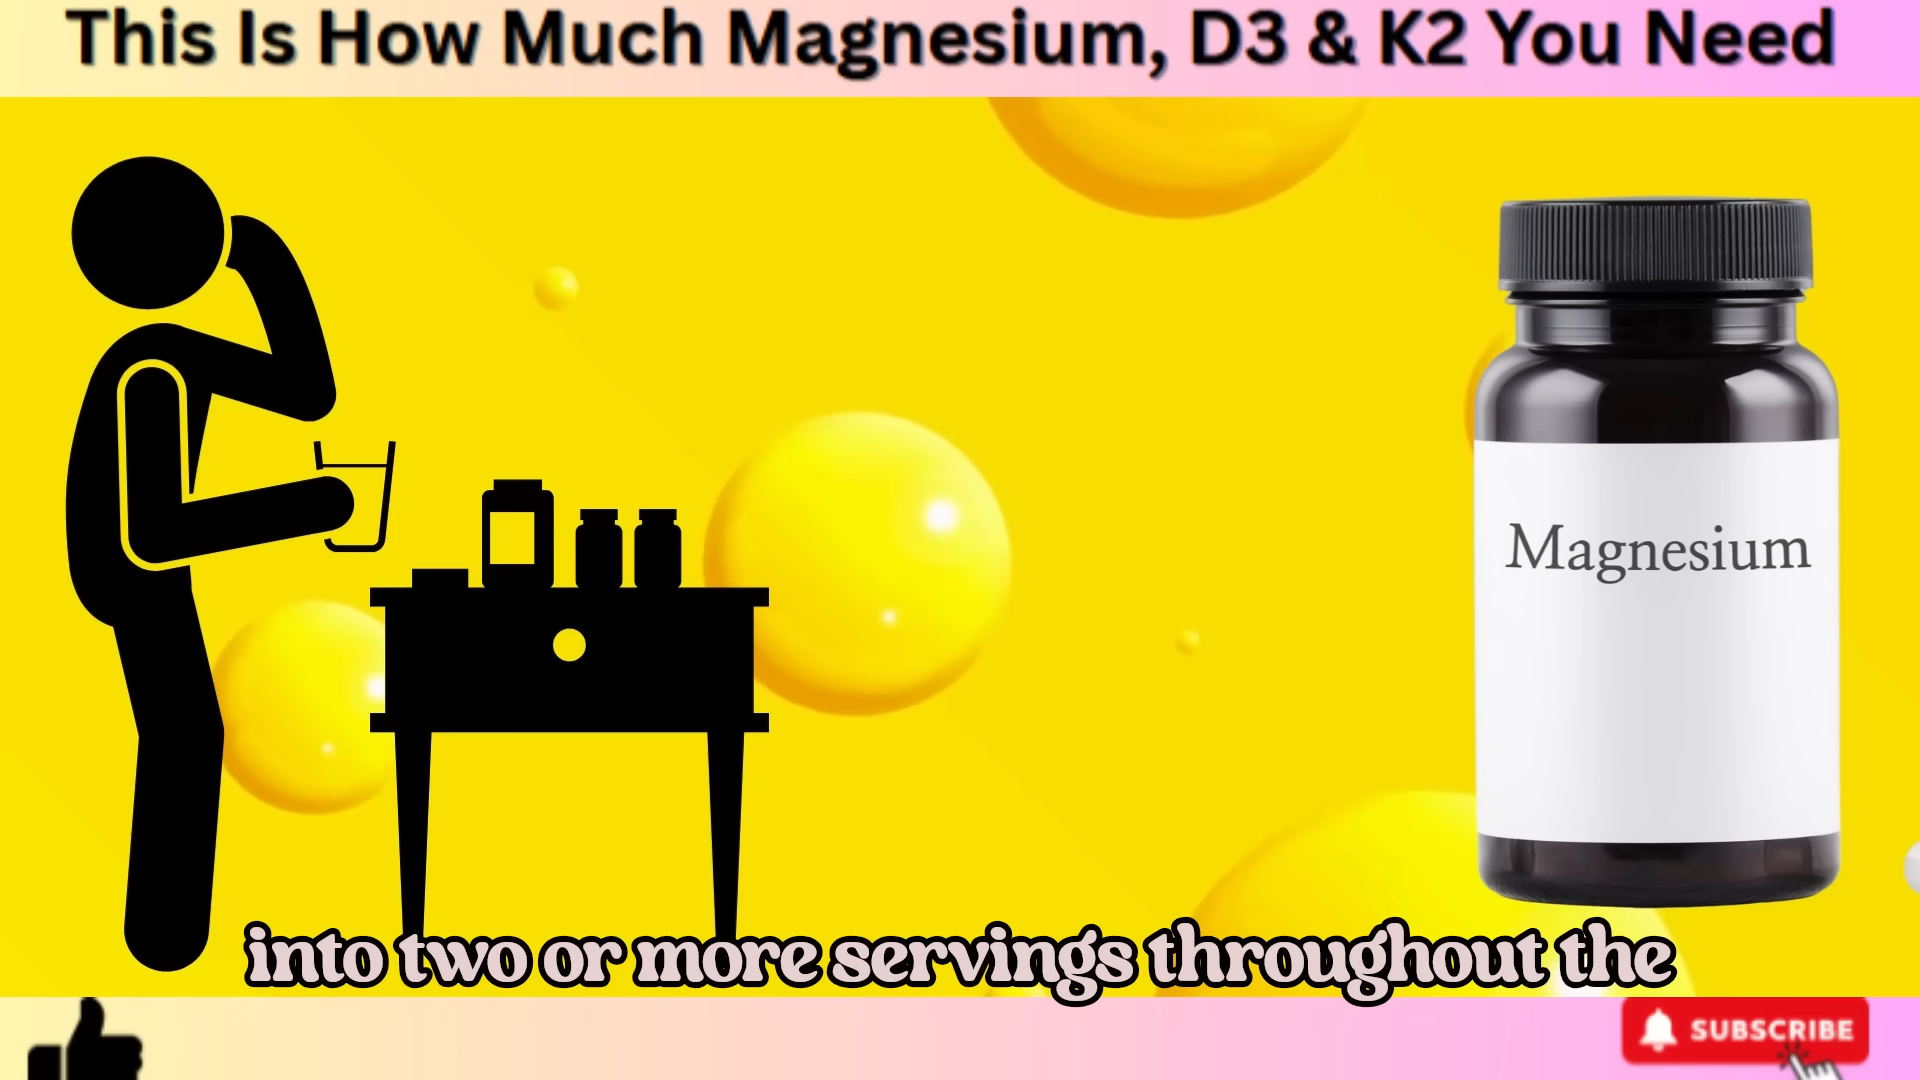 This Is How Much Magnesium, D3 & K2 You Need
Magnesium
into two or more servings throughout the
SUBSCRIBE